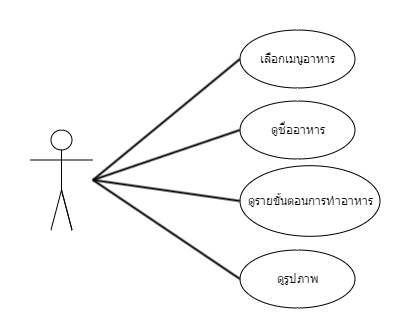 เลือกเมนูอาหาร
ดูชื่ออาหาร
ดูรายขั้นตอนการทำอาหาร
ดูรูปภาพ